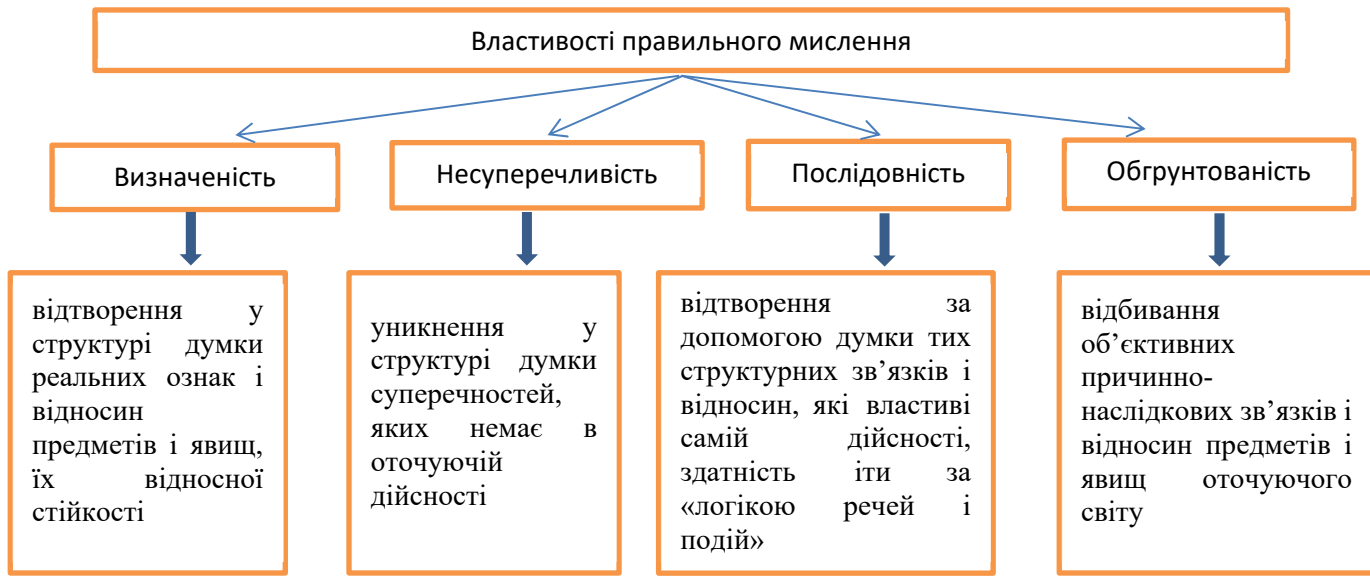 Властивості правильного мислення
Визначеність
Несуперечливість
Послідовність
Обгрунтованість
відтворення у
структурі думки
реальних ознак і
відносин
предметів і явищ,
їх відносної
стійкості
уникнення у
структурі думки
суперечностей,
яких немає в
оточуючій
дійсності
відтворення за
допомогою думки тих
структурних зв’язків і
відносин, які властиві
самій дійсності,
здатність іти за
«логікою речей і
подій»
відбивання
об’єктивних
причинно-
наслідкових зв’язків і
відносин предметів і
явищ оточуючого
світу